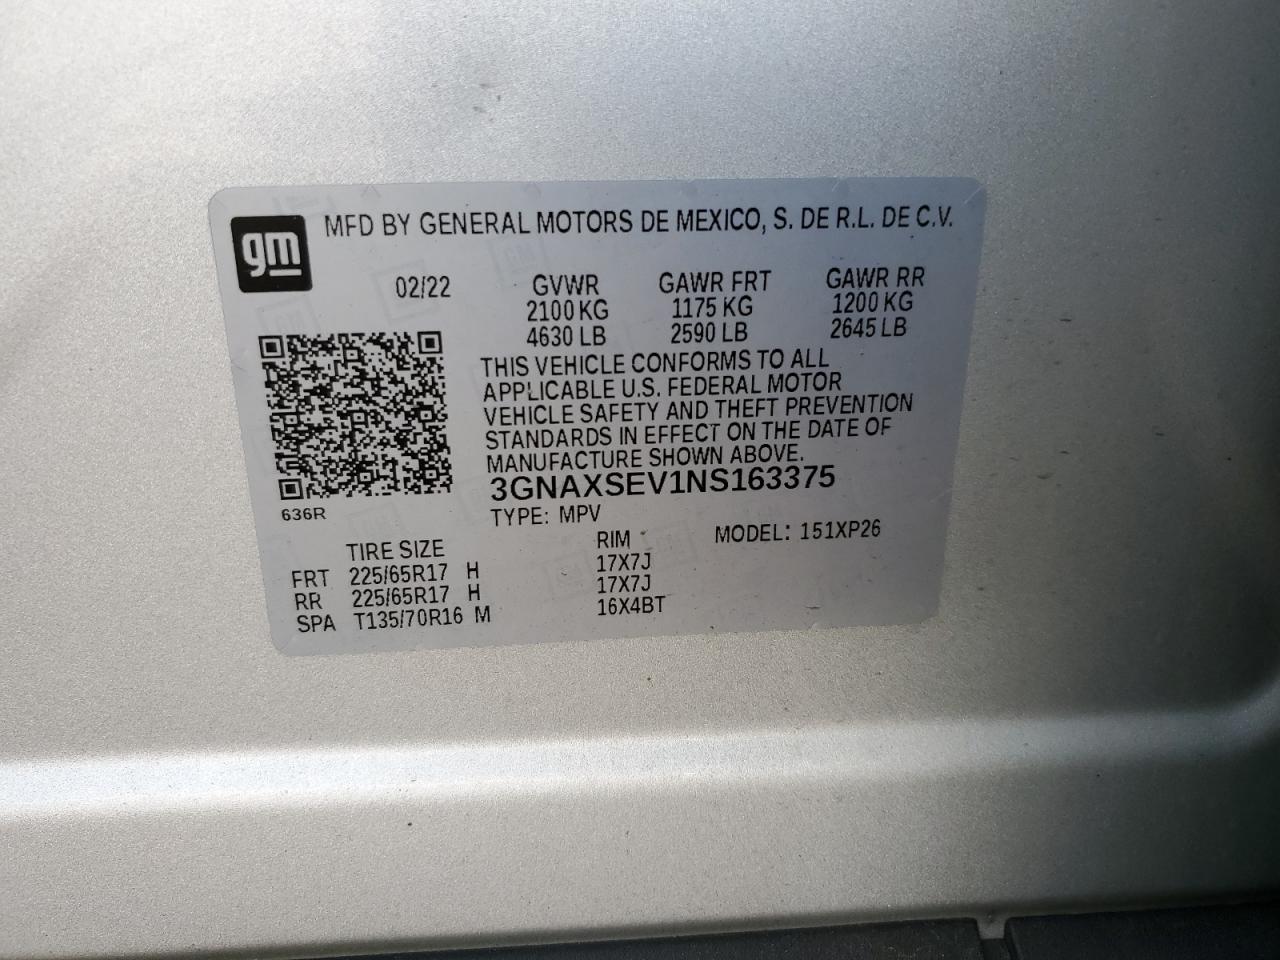 gm MFD BY GENERAL MOTORS DE MEXICO, S. DE R.L. DE C.V.
02/22 GVWR GAWR FRT GAWR RR
2100 KG 1175 KG 1200 KG
4630 LB 2590 LB 2645 LB
THIS VEHICLE CONFORMS TO ALL
APPLICABLE U.S. FEDERAL MOTOR
VEHICLE SAFETY AND THEFT PREVENTION
STANDARDS IN EFFECT ON THE DATE OF
MANUFACTURE SHOWN ABOVE.
3GNAXSEV1NS163375
636R
TYPE: MPV
TIRE SIZE RIM MODEL: 151XP26
FRT 225/65R17 H 17X7J
RR 225/65R17 H 17X7J
SPA T135/70R16 M 16X4BT